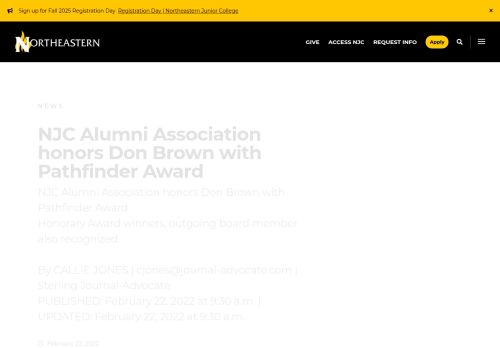 Sign up for Fall 2025 Registration Day Registration Day | Northeastern Junior College ×
NORTHEASTERN GIVE ACCESS NJC REQUEST INFO Apply
NEWS
NJC Alumni Association
honors Don Brown with
Pathfinder Award
NJC Alumni Association honors Don Brown with
Pathfinder Award
Honorary Award winners, outgoing board member
also recognized
By CALLIE JONES | cjones@journal-advocate.com |
Sterling Journal-Advocate
PUBLISHED: February 22, 2022 at 9:30 a.m. |
UPDATED: February 22, 2022 at 9:30 a.m.
February 22, 2022